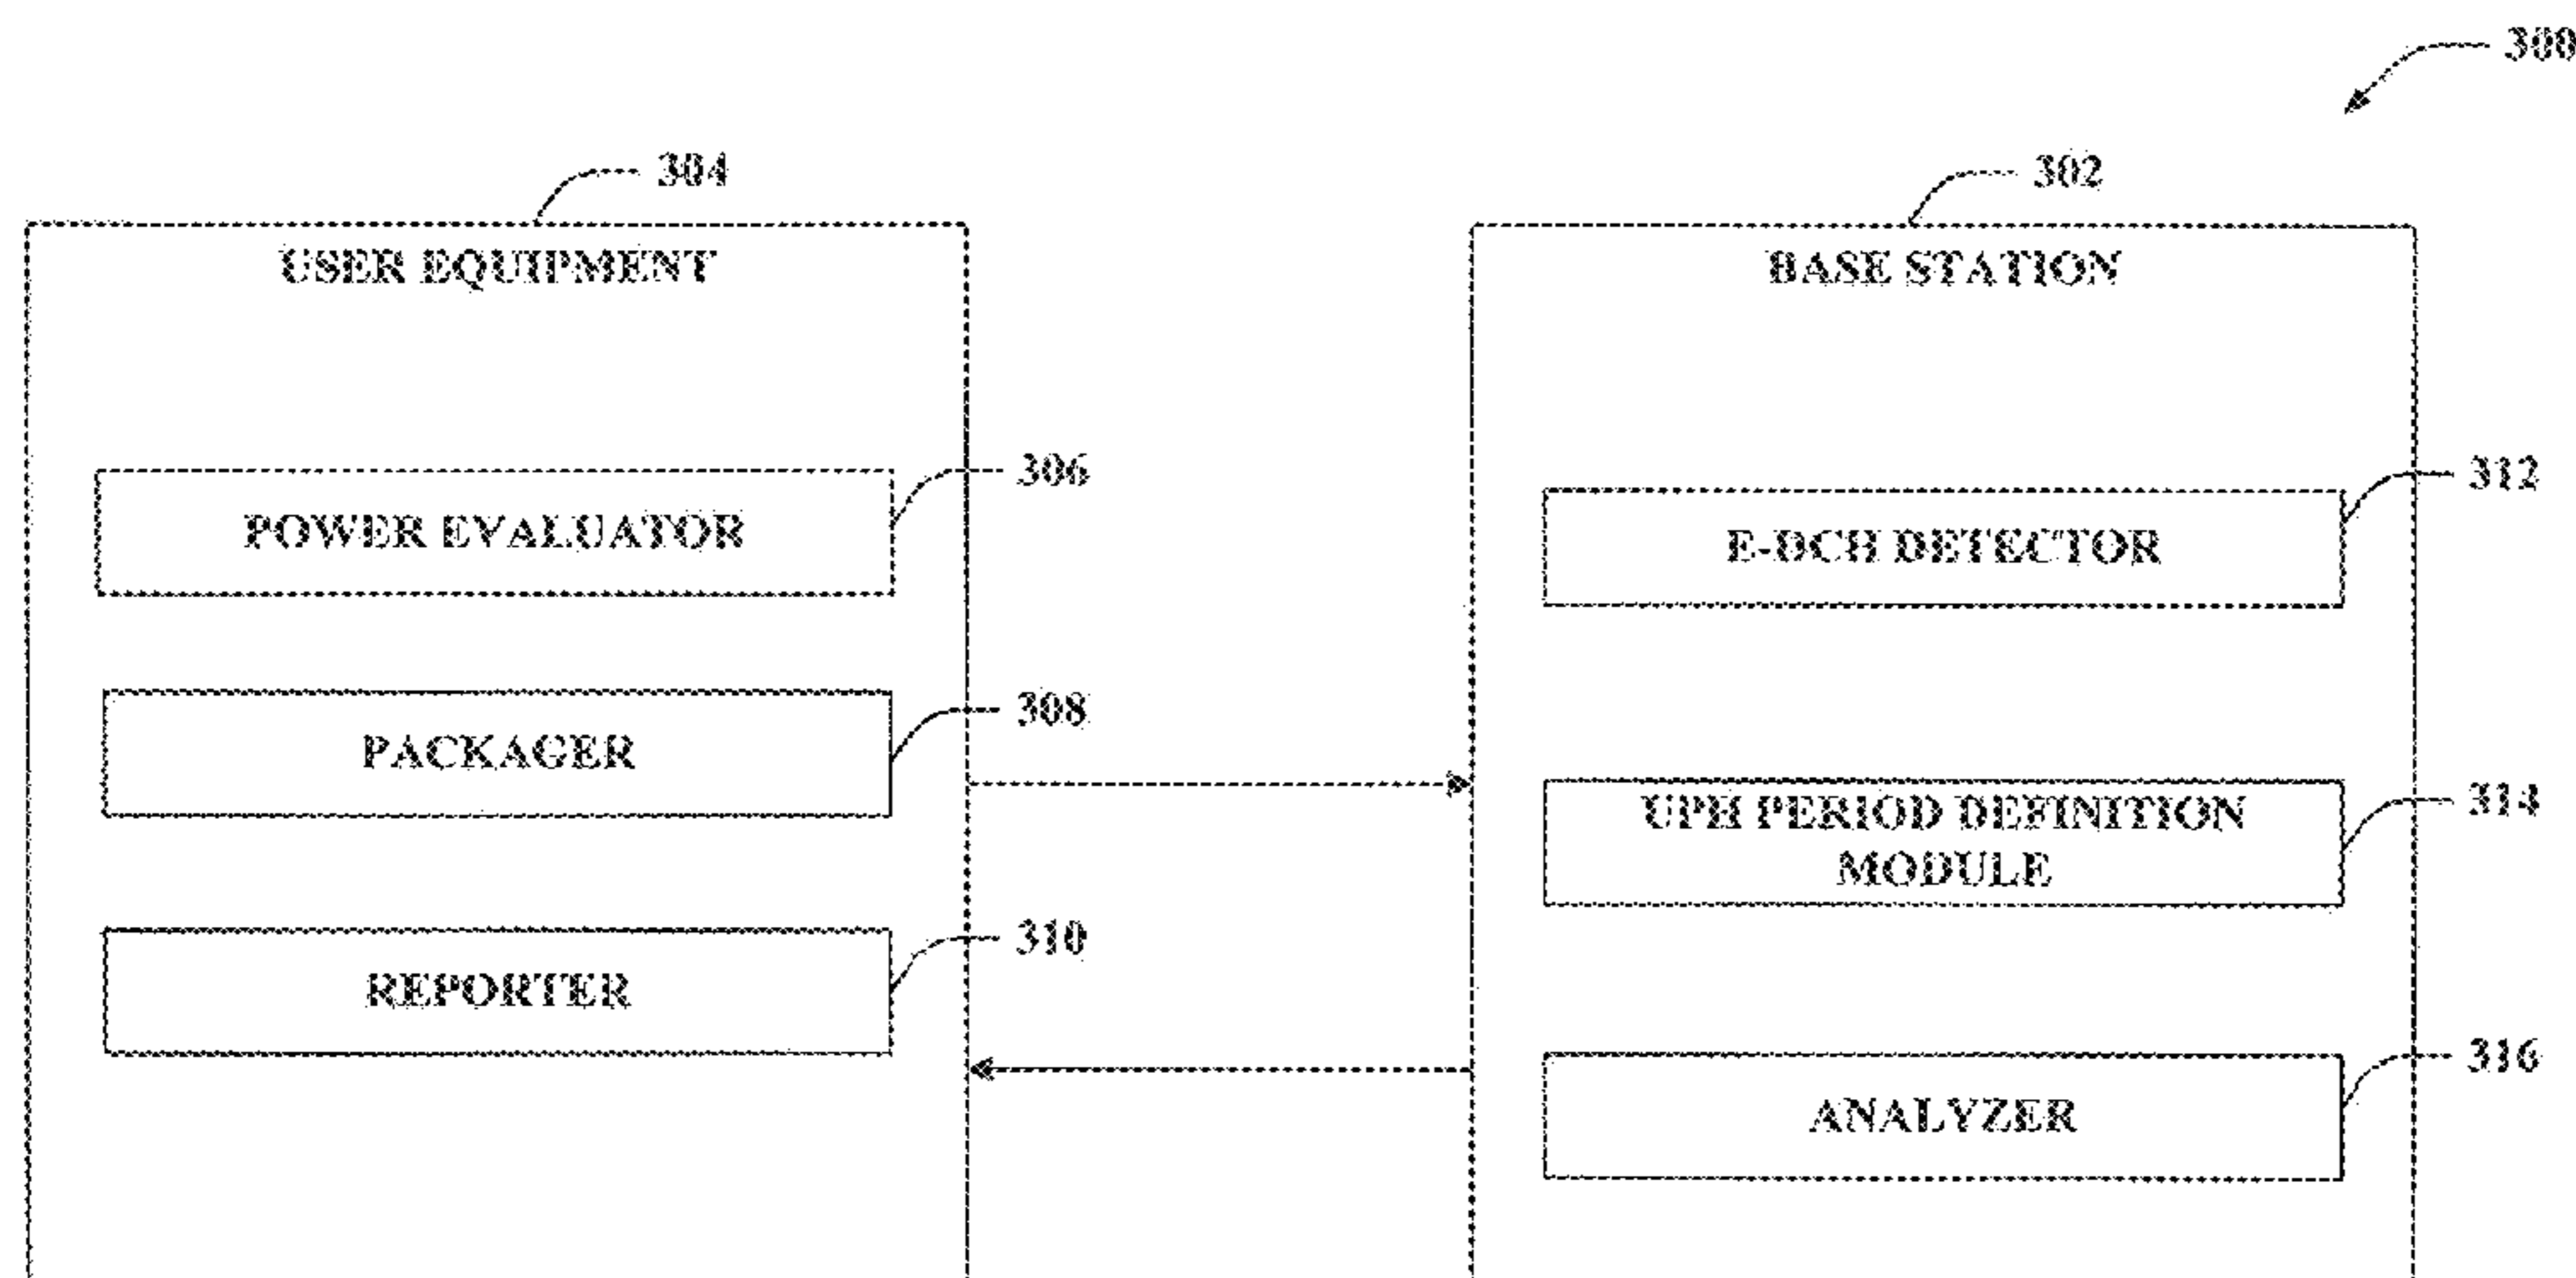 300
304
302
USER EQUIPMENT
BASE STATION
306
312
POWER EVALUATOR
E-DCH DETECTOR
308
PACKAGER
314
UPH PERIOD DEFINITION
MODULE
310
REPORTER
316
ANALYZER